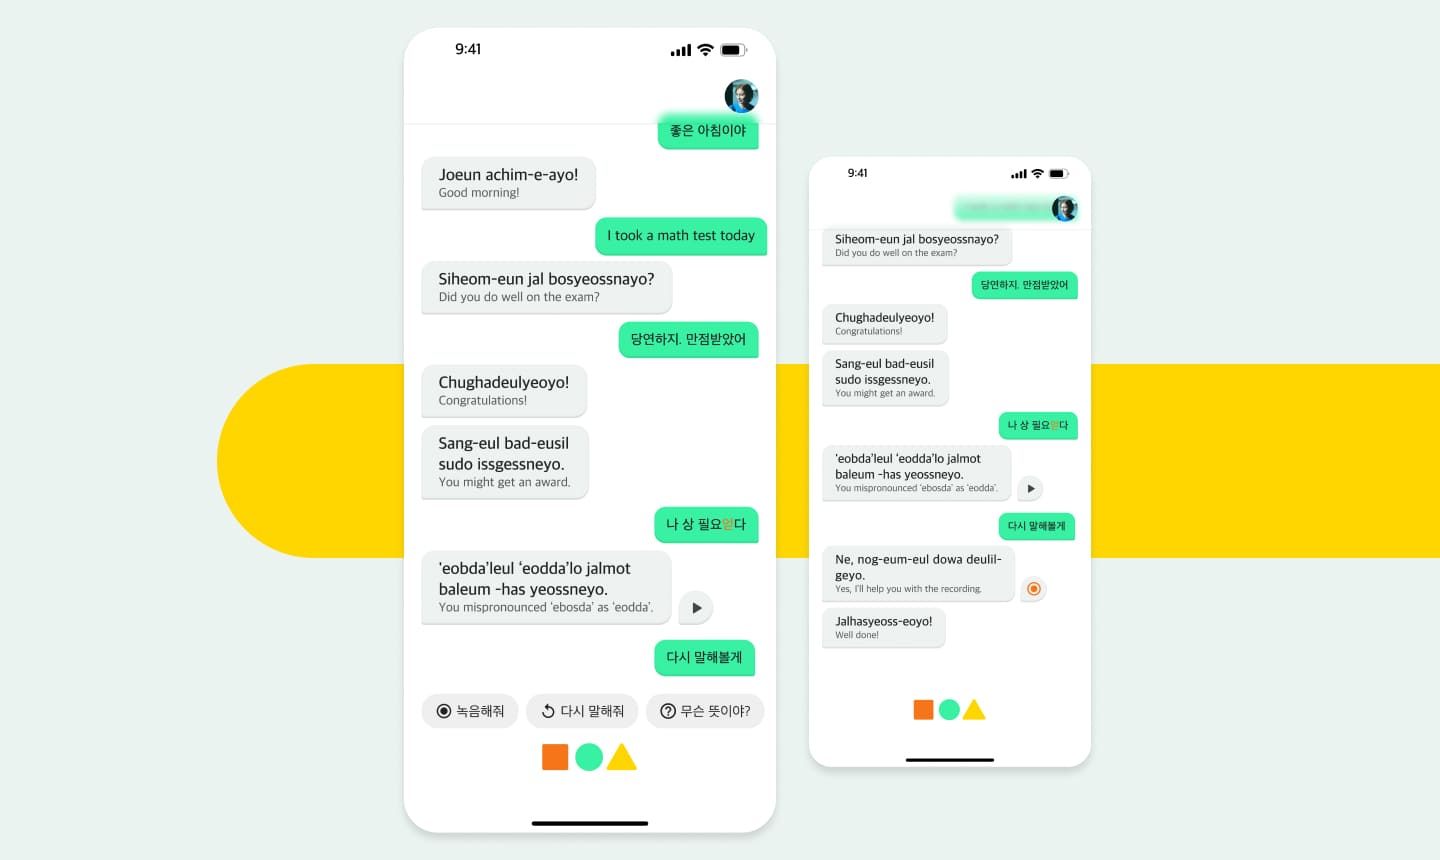 9:41
좋은 아침이야
Joeun achim-e-ayo!
Good morning!
I took a math test today
Siheom-eun jal bosyeossnayo?
Did you do well on the exam?
당연하지. 만점받았어
Chughadeulyeoyo!
Congratulations!
Sang-eul bad-eusil
sudo issgessneyo.
You might get an award.
나 상 필요없다
'eobda’leul ‘eodda’lo jalmot
baleum -has yeossneyo.
You mispronounced ‘ebosda’ as ‘eodda’.
다시 말해볼게
녹음해줘
다시 말해줘
무슨 뜻이야?
9:41
Siheom-eun jal bosyeossnayo?
Did you do well on the exam?
당연하지. 만점받았어
Chughadeulyeoyo!
Congratulations!
Sang-eul bad-eusil
sudo issgessneyo.
You might get an award.
나 상 필요없다
'eobda’leul ‘eodda’lo jalmot
baleum -has yeossneyo.
You mispronounced ‘ebosda’ as ‘eodda’.
다시 말해볼게
Ne, nog-eum-eul dowa deulil-
geyo.
Yes, I’ll help you with the recording.
Jalhasyeoss-eoyo!
Well done!